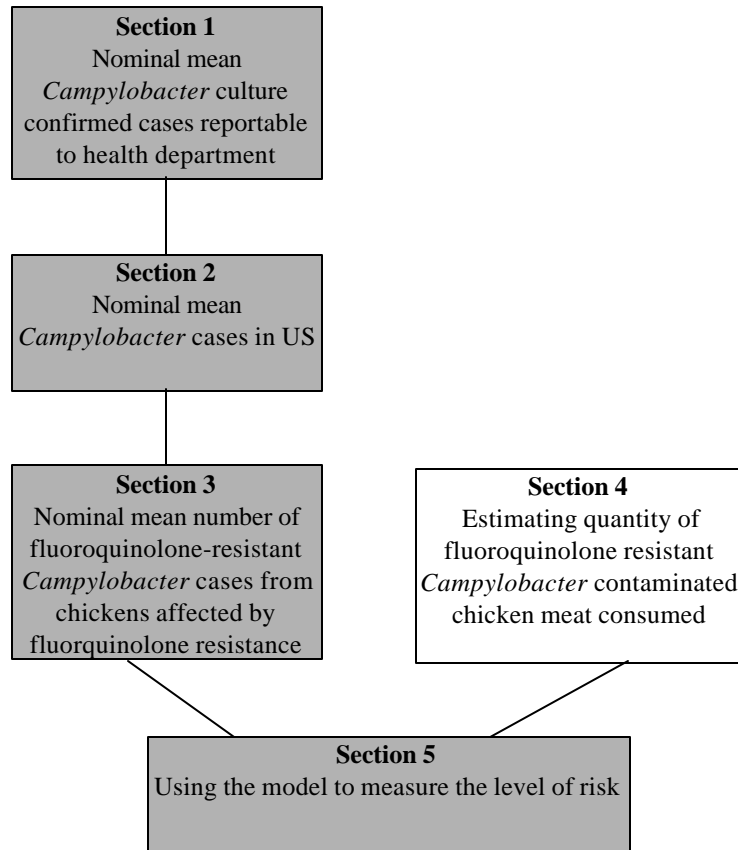 Section 1
Nominal mean
Campylobacter culture
confirmed cases reportable
to health department
Section 2
Nominal mean
Campylobacter cases in US
Section 3
Nominal mean number of
fluoroquinolone-resistant
Campylobacter cases from
chickens affected by
fluorquinolone resistance
Section 4
Estimating quantity of
fluoroquinolone resistant
Campylobacter contaminated
chicken meat consumed
Section 5
Using the model to measure the level of risk